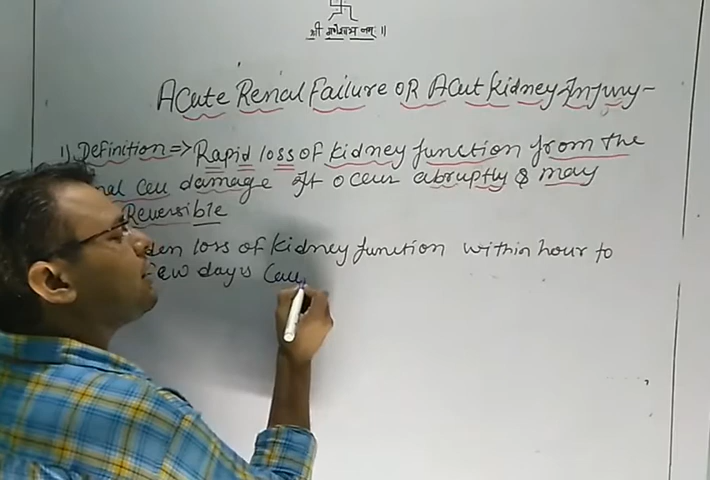 श्री गणेशाय नमः ||
Acute Renal Failure OR Acut Kidney Injury-
1) Definition => Rapid loss of kidney function from the
cell damage It occur abruptly & may
Reversible
loss of kidney function within hour to
few days Cau